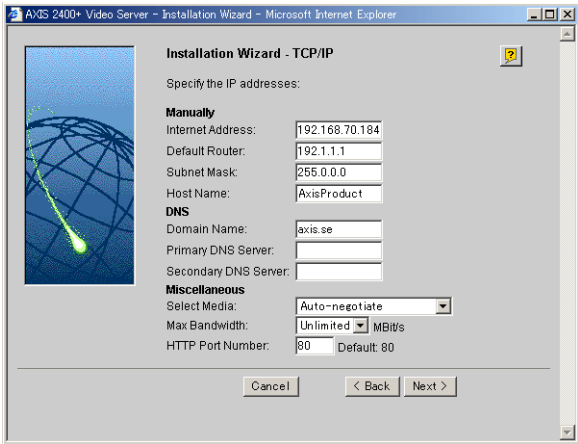 AXIS 2400+ Video Server - Installation Wizard - Microsoft Internet Explorer
Installation Wizard - TCP/IP
?
Specify the IP addresses:
Manually
Internet Address: 192.168.70.184
Default Router: 192.1.1.1
Subnet Mask: 255.0.0.0
Host Name: AxisProduct
DNS
Domain Name: axis.se
Primary DNS Server:
Secondary DNS Server:
Miscellaneous
Select Media: Auto-negotiate
Max Bandwidth: Unlimited MBit/s
HTTP Port Number: 80 Default: 80
Cancel < Back Next >